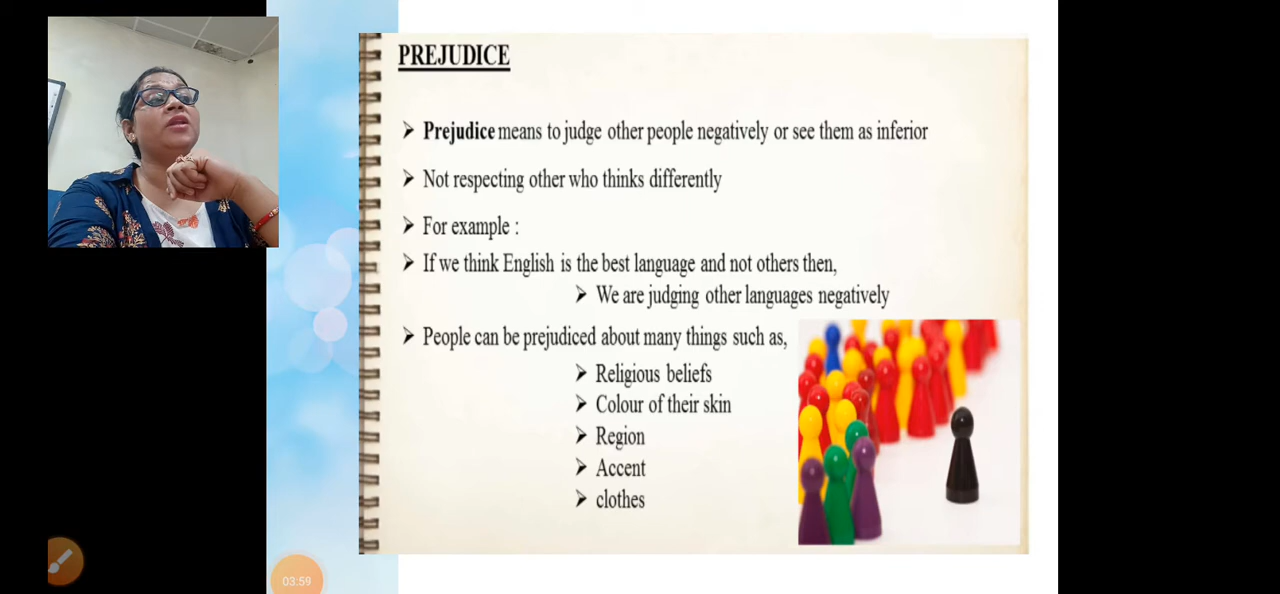 PREJUDICE
Prejudice means to judge other people negatively or see them as inferior
Not respecting other who thinks differently
For example :
If we think English is the best language and not others then,
We are judging other languages negatively
People can be prejudiced about many things such as,
Religious beliefs
Colour of their skin
Region
Accent
clothes
03:59